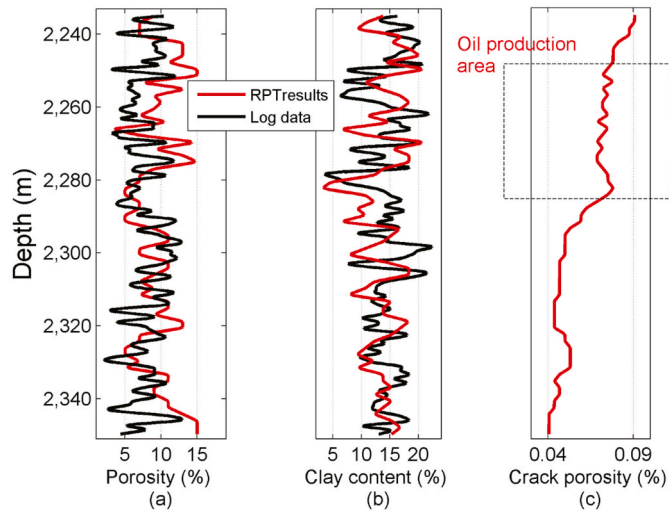 2,240
2,260
2,280
2,300
2,320
2,340
Depth (m)
RPTresults
Log data
Oil production
area
5 10 15
5 10 15 20
0.04 0.09
Porosity (%)
Clay content (%)
Crack porosity (%)
(a)
(b)
(c)